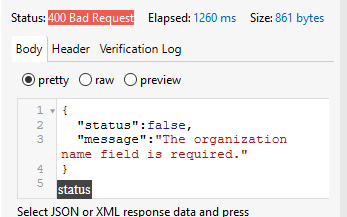 Status: 400 Bad Request Elapsed: 1260 ms Size: 861 bytes
Body Header Verification Log
pretty raw preview
1 {
2 "status":false,
3 "message":"The organization
name field is required."
4 }
5
status
Select JSON or XML response data and press